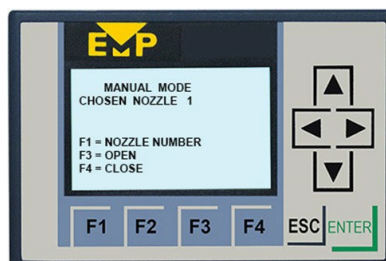 EMP
MANUAL MODE
CHOSEN NOZZLE 1
F1 = NOZZLE NUMBER
F3 = OPEN
F4 = CLOSE
F1 F2 F3 F4 ESC ENTER